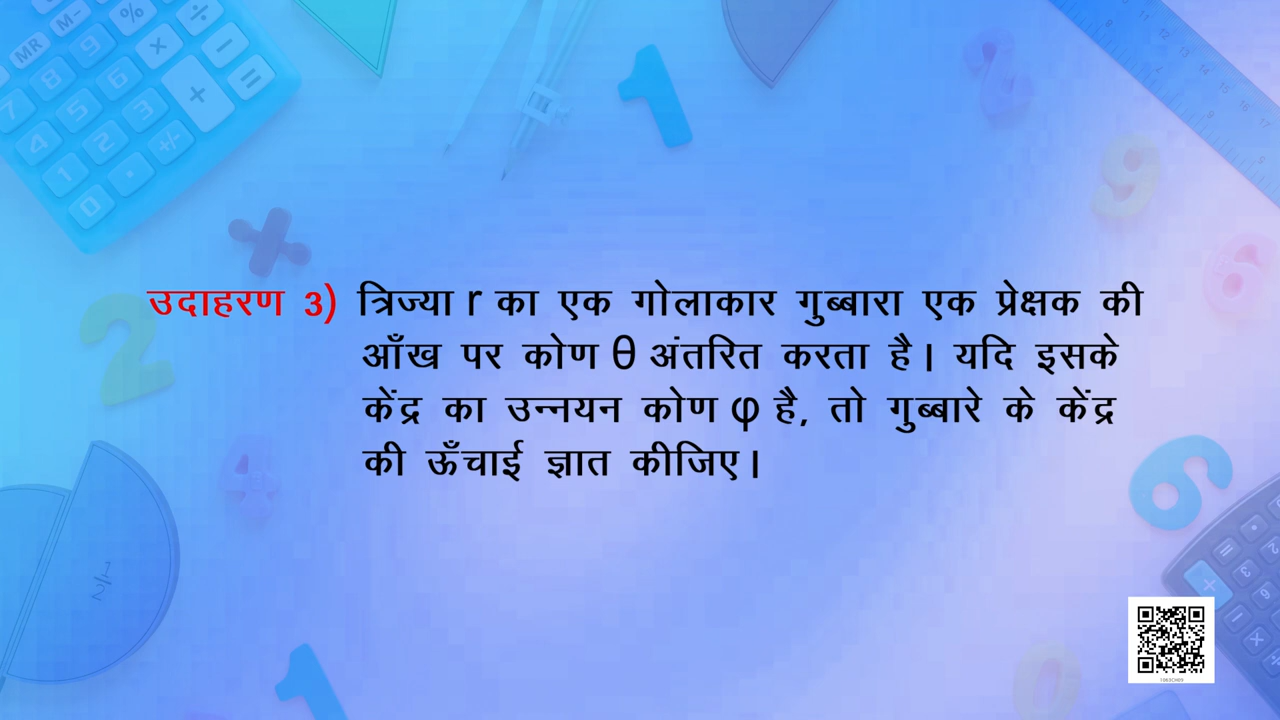 उदाहरण 3) त्रिज्या r का एक गोलाकार गुब्बारा एक प्रेक्षक की
आँख पर कोण θ अंतरित करता है। यदि इसके
केंद्र का उन्नयन कोण φ है, तो गुब्बारे के केंद्र
की ऊँचाई ज्ञात कीजिए।